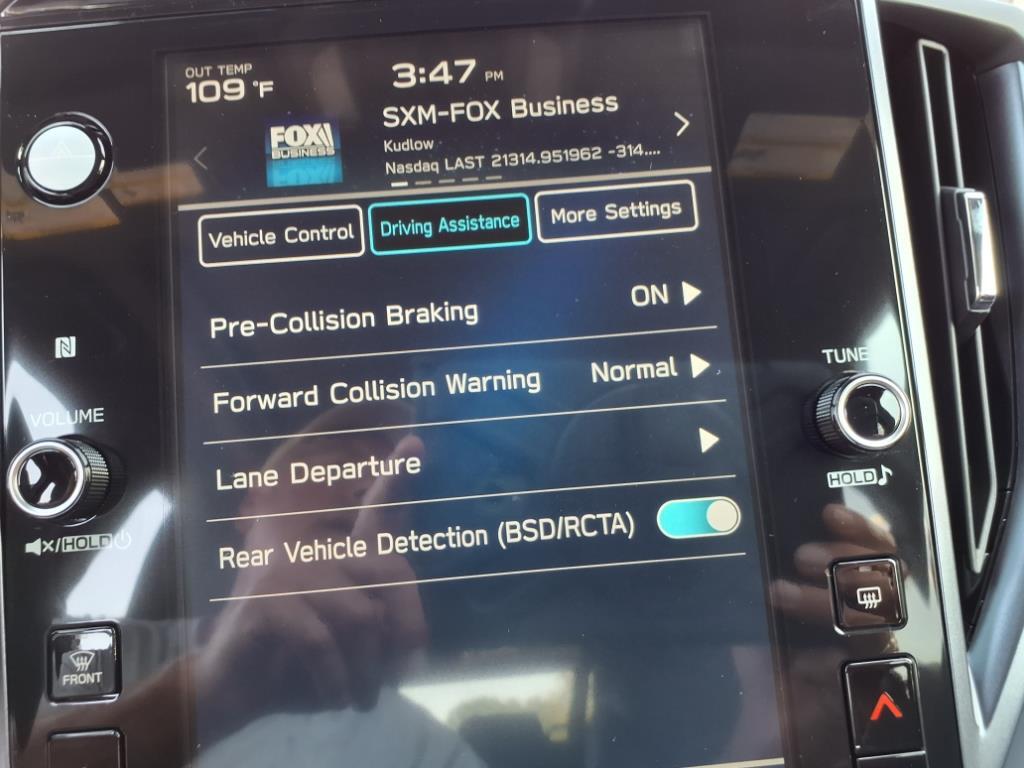 OUT TEMP
109 °F
3:47 PM
SXM-FOX Business
FOX
BUSINESS
Kudlow
Nasdaq LAST 21314.951962 -314....
Vehicle Control
Driving Assistance
More Settings
Pre-Collision Braking ON
Forward Collision Warning Normal
Lane Departure
Rear Vehicle Detection (BSD/RCTA)
VOLUME
HOLD
FRONT
TUNE
HOLD